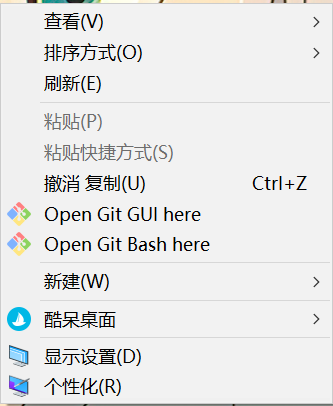 查看(V)
排序方式(O)
刷新(E)
粘贴(P)
粘贴快捷方式(S)
撤消 复制(U) Ctrl+Z
Open Git GUI here
Open Git Bash here
新建(W)
酷呆桌面
显示设置(D)
个性化(R)